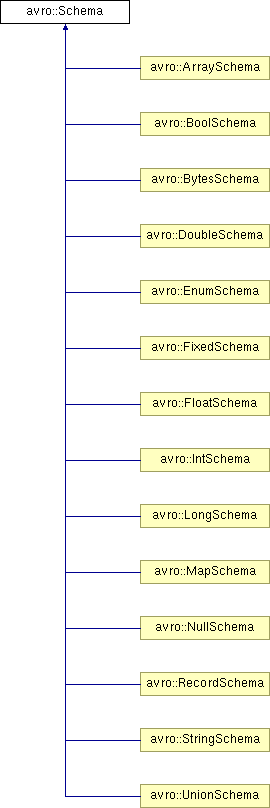 avro::Schema
avro::ArraySchema
avro::BoolSchema
avro::BytesSchema
avro::DoubleSchema
avro::EnumSchema
avro::FixedSchema
avro::FloatSchema
avro::IntSchema
avro::LongSchema
avro::MapSchema
avro::NullSchema
avro::RecordSchema
avro::StringSchema
avro::UnionSchema